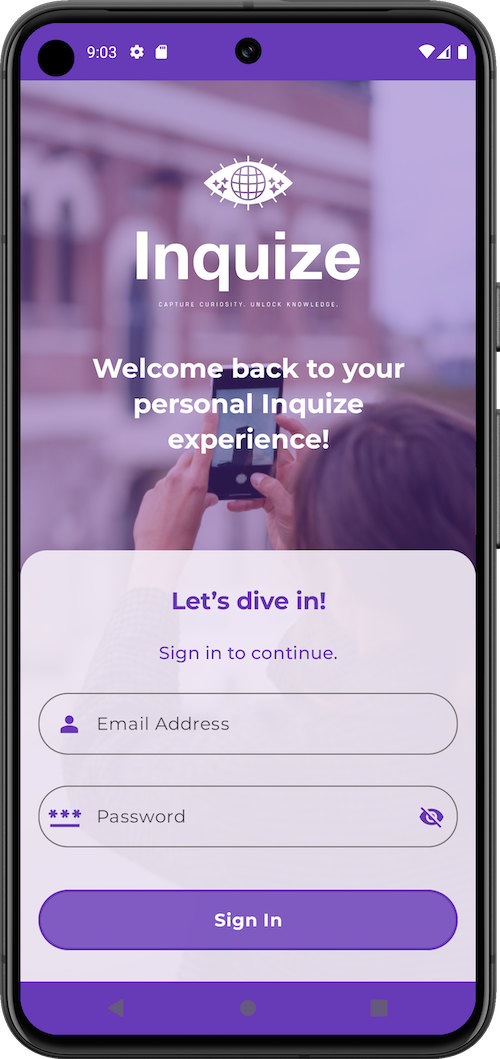 9:03
Inquize
CAPTURE CURIOSITY. UNLOCK KNOWLEDGE.
Welcome back to your
personal Inquize
experience!
Let’s dive in!
Sign in to continue.
Email Address
*** Password
Sign In